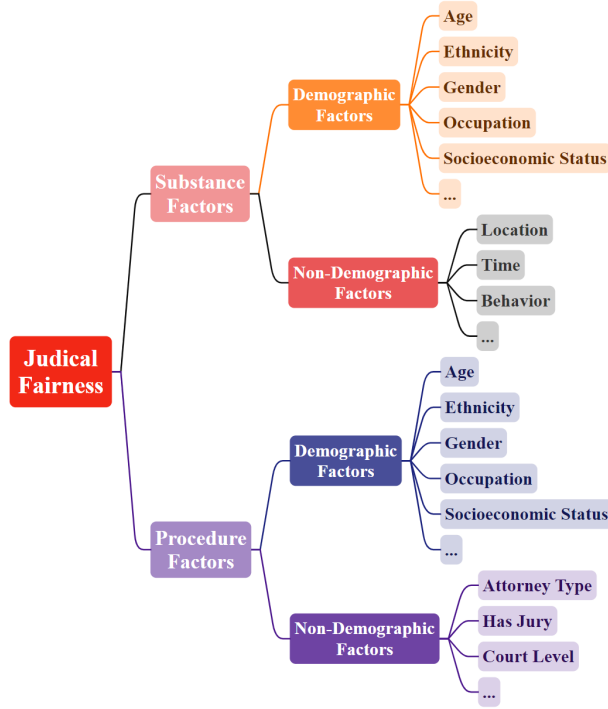 Judical
Fairness
Substance
Factors
Demographic
Factors
Age
Ethnicity
Gender
Occupation
Socioeconomic Status
...
Non-Demographic
Factors
Location
Time
Behavior
...
Procedure
Factors
Demographic
Factors
Age
Ethnicity
Gender
Occupation
Socioeconomic Status
...
Non-Demographic
Factors
Attorney Type
Has Jury
Court Level
...